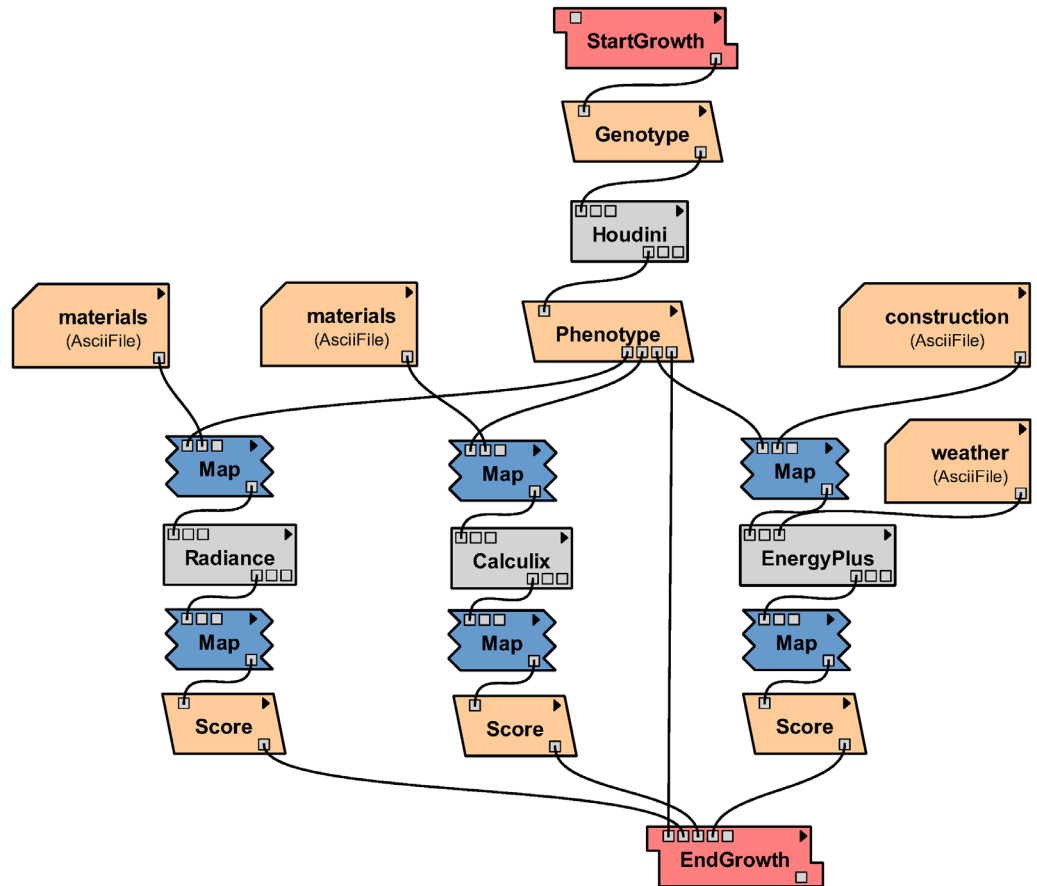 StartGrowth
Genotype
Houdini
materials
(AsciiFile)
materials
(AsciiFile)
Phenotype
construction
(AsciiFile)
Map
Map
Map
weather
(AsciiFile)
Radiance
Calculix
EnergyPlus
Map
Map
Map
Score
Score
Score
EndGrowth